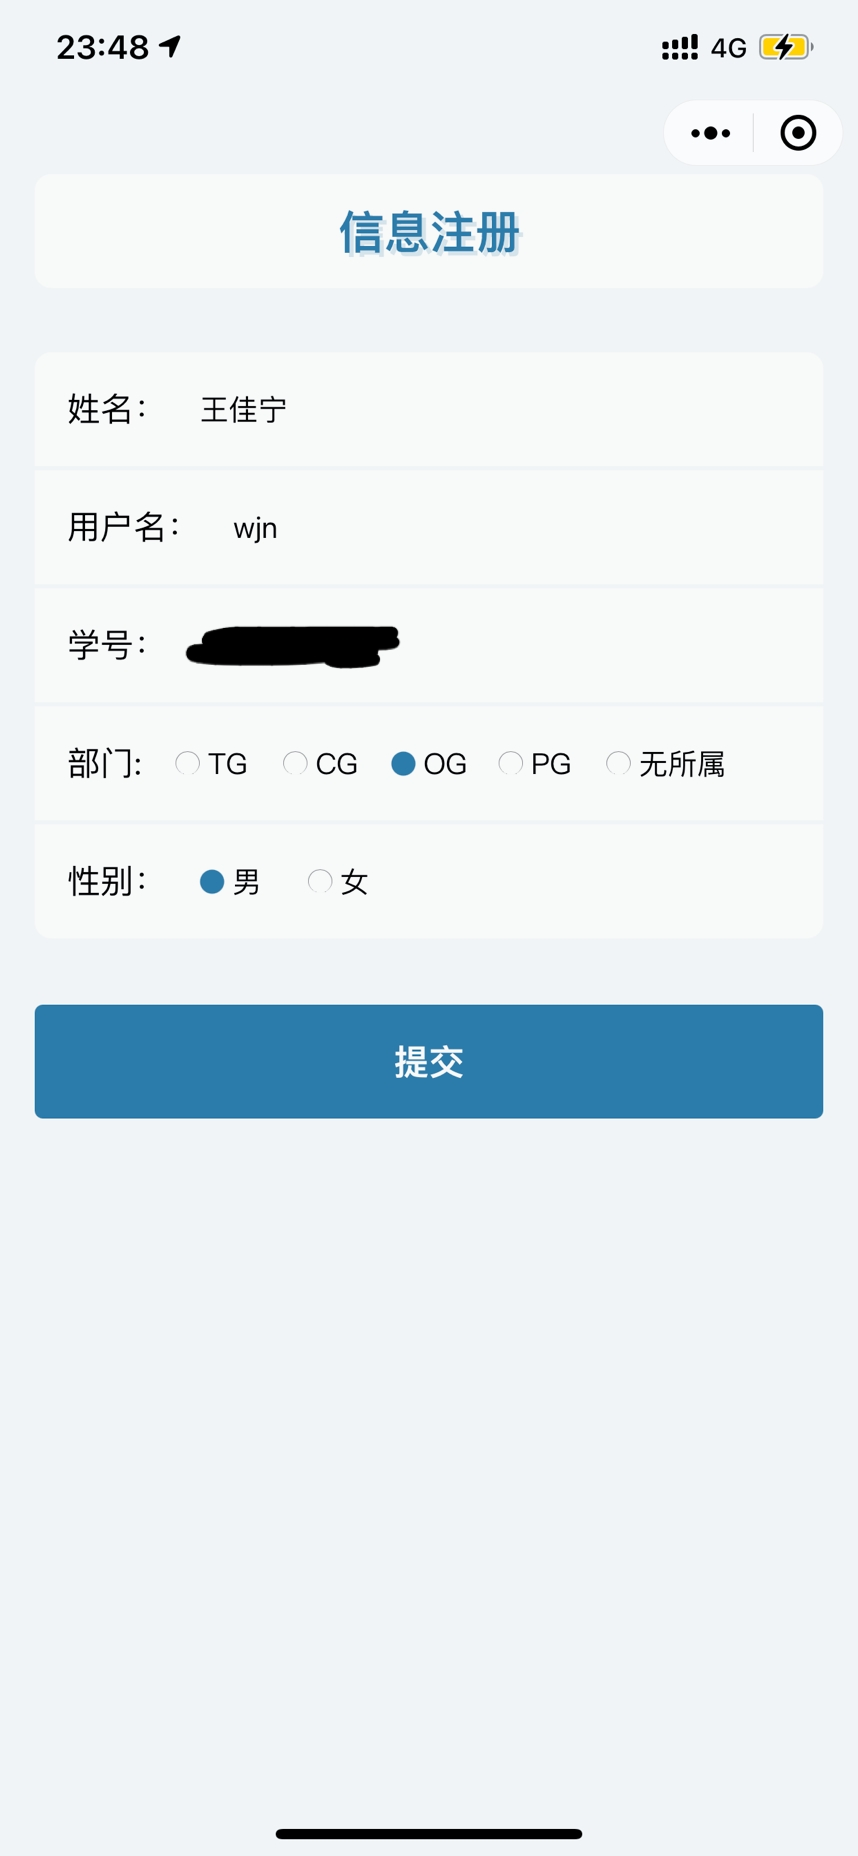 23:48 4G
信息注册
姓名： 王佳宁
用户名： wjn
学号：
部门: TG CG OG PG 无所属
性别： 男 女
提交